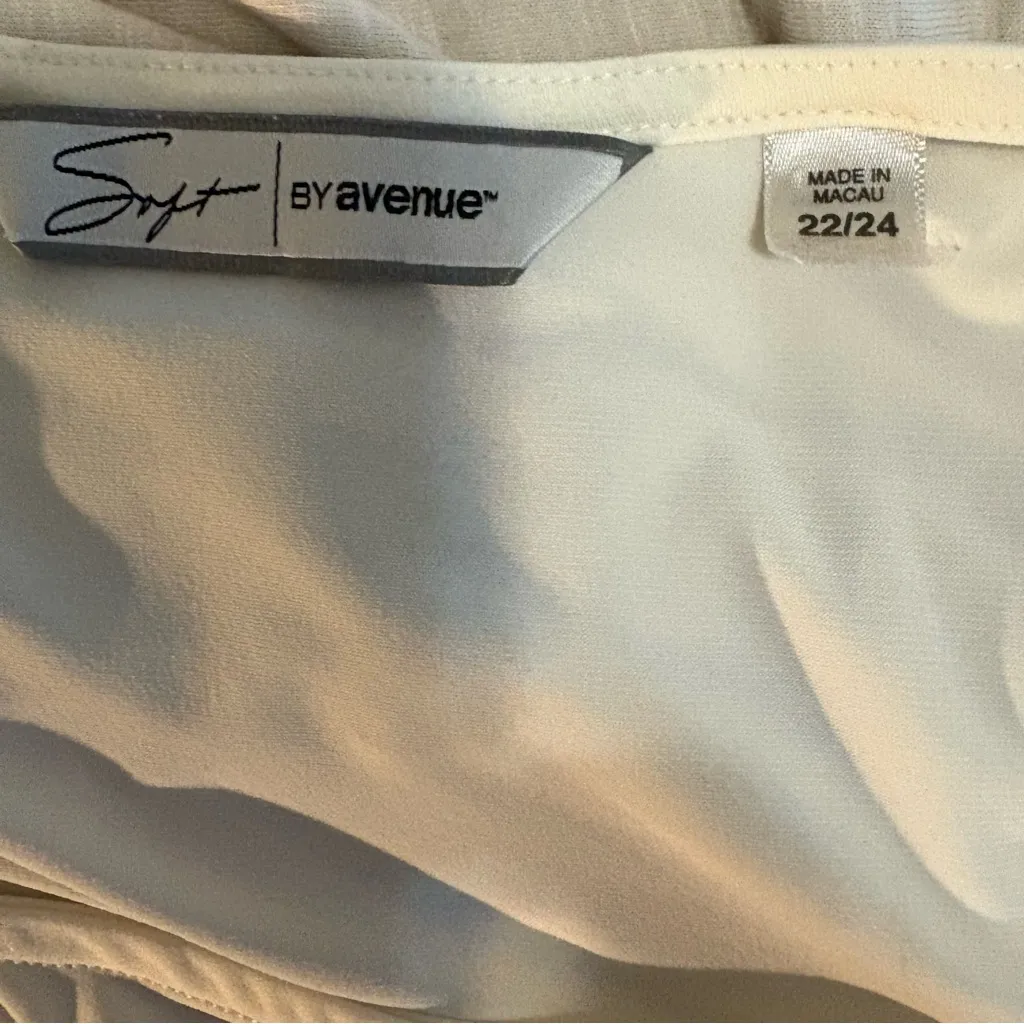 Soft | BY avenue™
MADE IN
MACAU
22/24